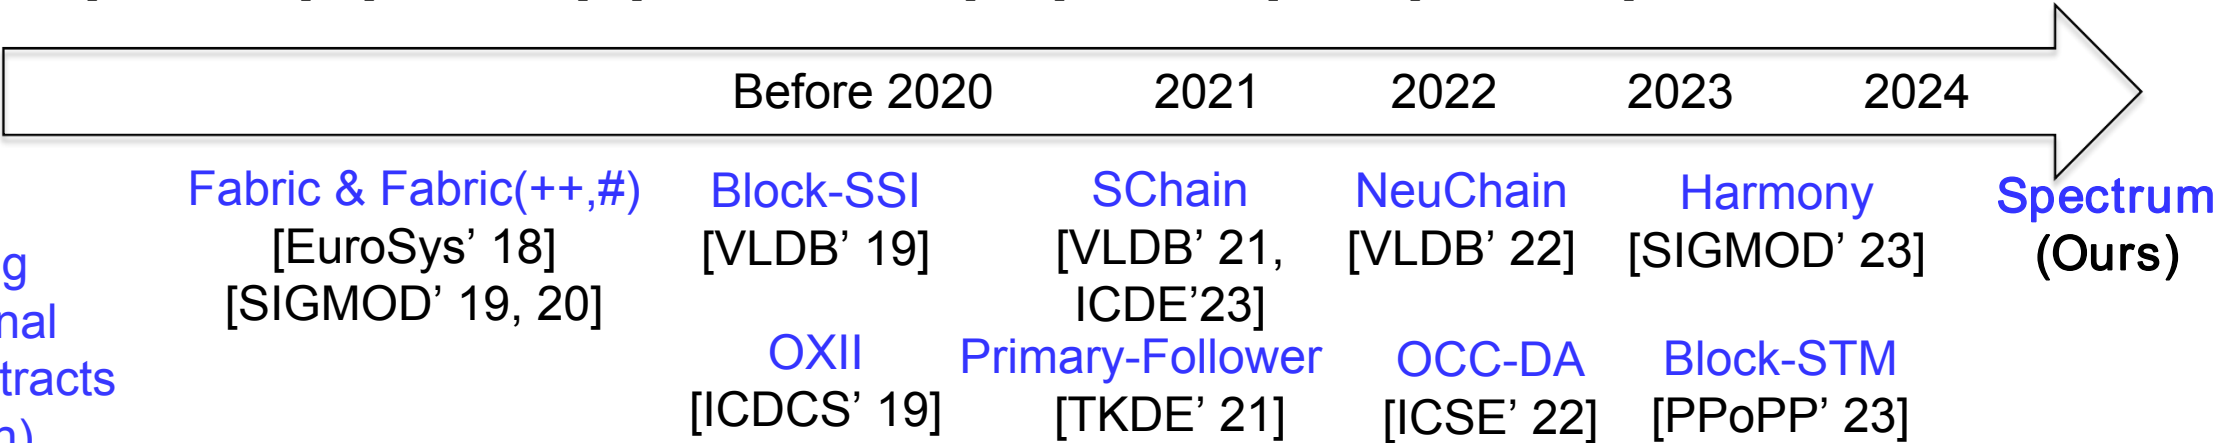 Before 2020 2021 2022 2023 2024
Fabric & Fabric(++,#) Block-SSI SChain NeuChain Harmony Spectrum
[EuroSys’ 18] [VLDB’ 19] [VLDB’ 21, [VLDB’ 22] [SIGMOD’ 23] (Ours)
[SIGMOD’ 19, 20] ICDE’23]
OXII Primary-Follower OCC-DA Block-STM
[ICDCS’ 19] [TKDE’ 21] [ICSE’ 22] [PPoPP’ 23]